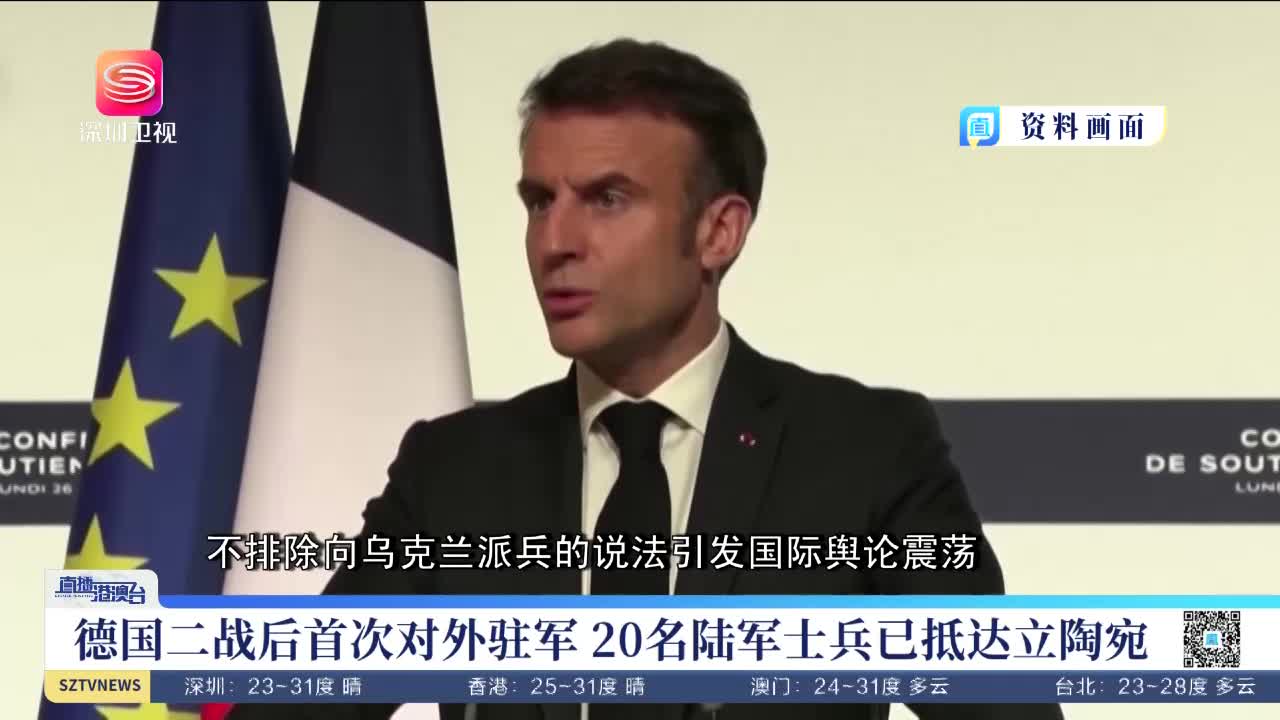 深圳卫视
直 资料画面
CONF
CO
UTIEN
DE SOUT
UNDI 26
LUN
不排除向乌克兰派兵的说法引发国际舆论震荡
直播
港澳台
德国二战后首次对外驻军 20名陆军士兵已抵达立陶宛
直
SZTVNEWS 深圳：23~31度 晴 香港：25~31度 晴 澳门：24~31度 多云 台北：23~28度 多云